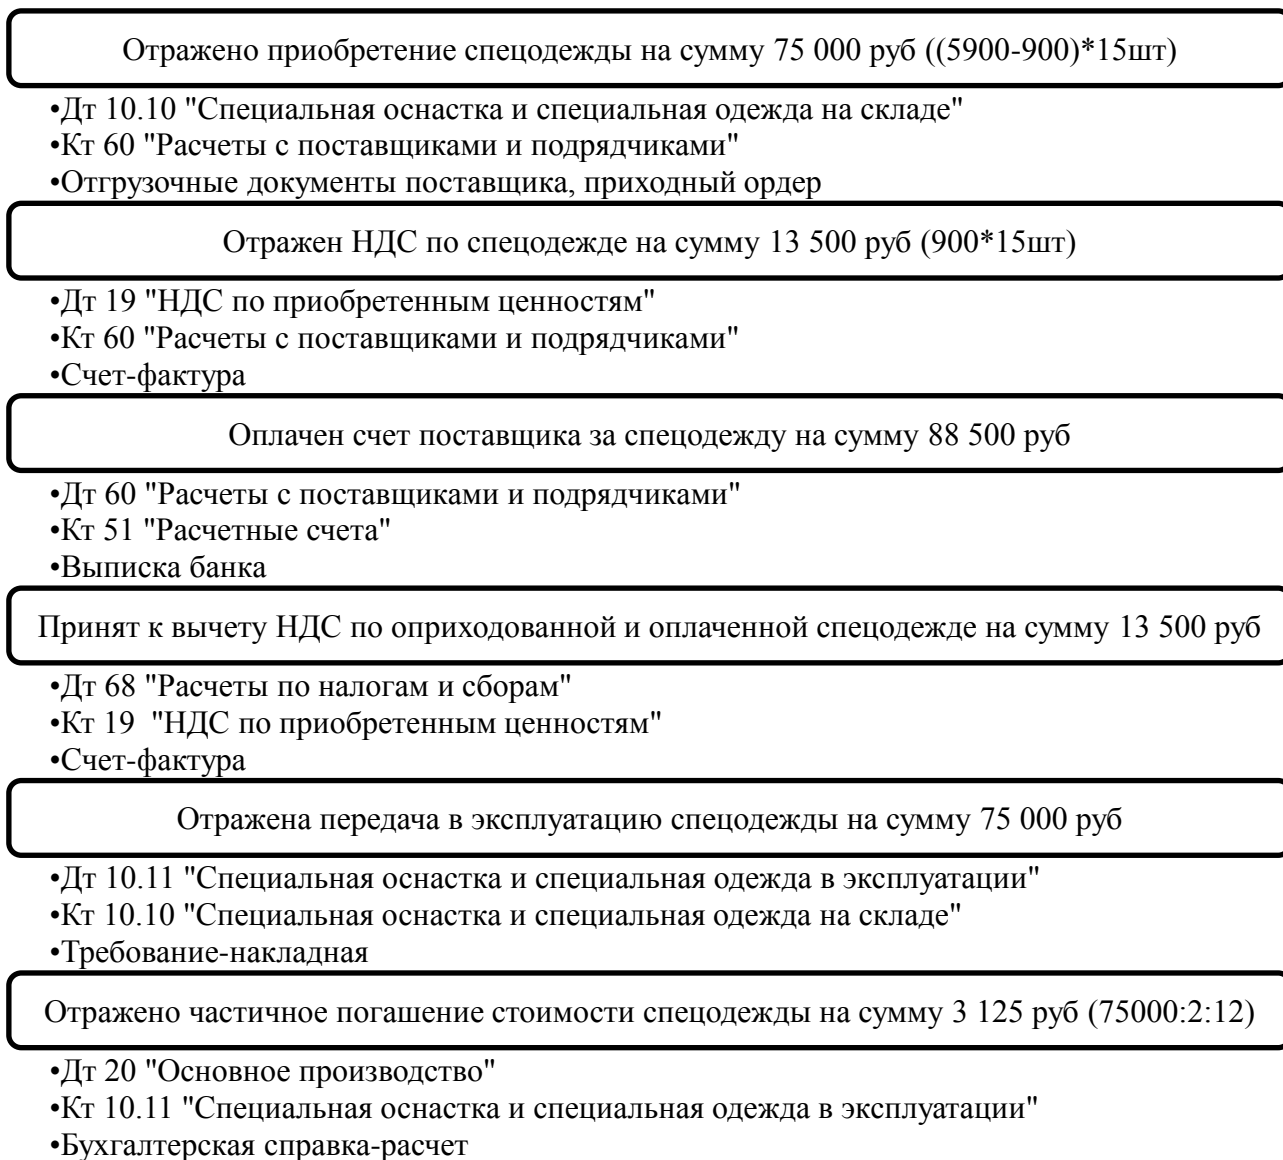 Отражено приобретение спецодежды на сумму 75 000 руб ((5900-900)*15шт)
•Дт 10.10 "Специальная оснастка и специальная одежда на складе"
•Кт 60 "Расчеты с поставщиками и подрядчиками"
•Отгрузочные документы поставщика, приходный ордер
Отражен НДС по спецодежде на сумму 13 500 руб (900*15шт)
•Дт 19 "НДС по приобретенным ценностям"
•Кт 60 "Расчеты с поставщиками и подрядчиками"
•Счет-фактура
Оплачен счет поставщика за спецодежду на сумму 88 500 руб
•Дт 60 "Расчеты с поставщиками и подрядчиками"
•Кт 51 "Расчетные счета"
•Выписка банка
Принят к вычету НДС по оприходованной и оплаченной спецодежде на сумму 13 500 руб
•Дт 68 "Расчеты по налогам и сборам"
•Кт 19  "НДС по приобретенным ценностям"
•Счет-фактура
Отражена передача в эксплуатацию спецодежды на сумму 75 000 руб
•Дт 10.11 "Специальная оснастка и специальная одежда в эксплуатации"
•Кт 10.10 "Специальная оснастка и специальная одежда на складе"
•Требование-накладная
Отражено частичное погашение стоимости спецодежды на сумму 3 125 руб (75000:2:12)
•Дт 20 "Основное производство"
•Кт 10.11 "Специальная оснастка и специальная одежда в эксплуатации"
•Бухгалтерская справка-расчет